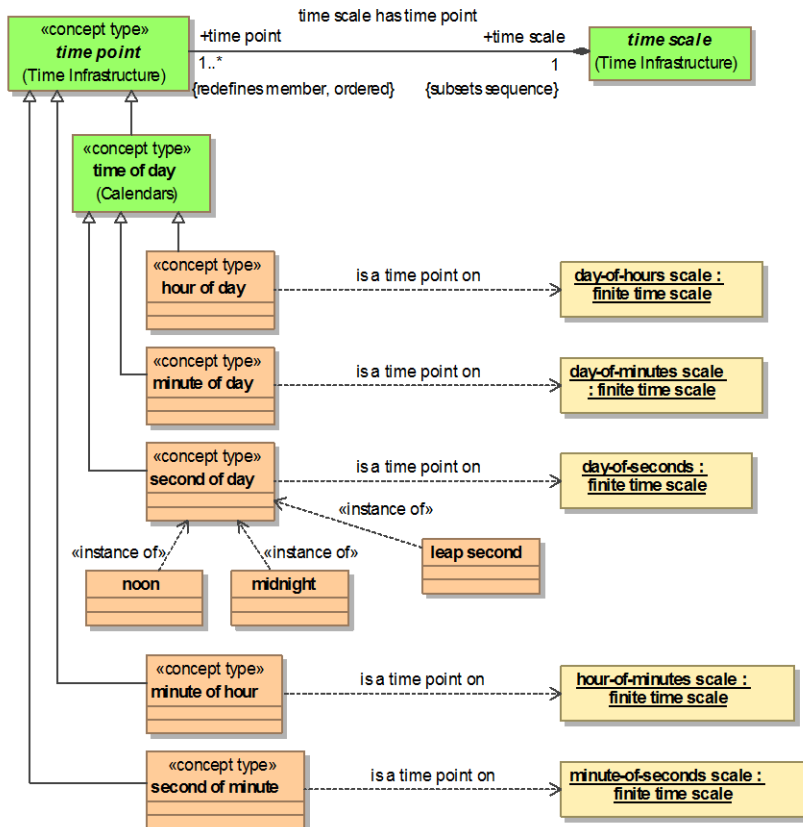 time scale has time point
«concept type»
time point
(Time Infrastructure)
+time point
+time scale
1..*
1
{redefines member, ordered}
{subsets sequence}
time scale
(Time Infrastructure)
«concept type»
time of day
(Calendars)
«concept type»
hour of day
is a time point on
day-of-hours scale :
finite time scale
«concept type»
minute of day
is a time point on
day-of-minutes scale
: finite time scale
«concept type»
second of day
is a time point on
day-of-seconds :
finite time scale
«instance of»
«instance of»
«instance of»
leap second
noon
midnight
«concept type»
minute of hour
is a time point on
hour-of-minutes scale :
finite time scale
«concept type»
second of minute
is a time point on
minute-of-seconds scale :
finite time scale